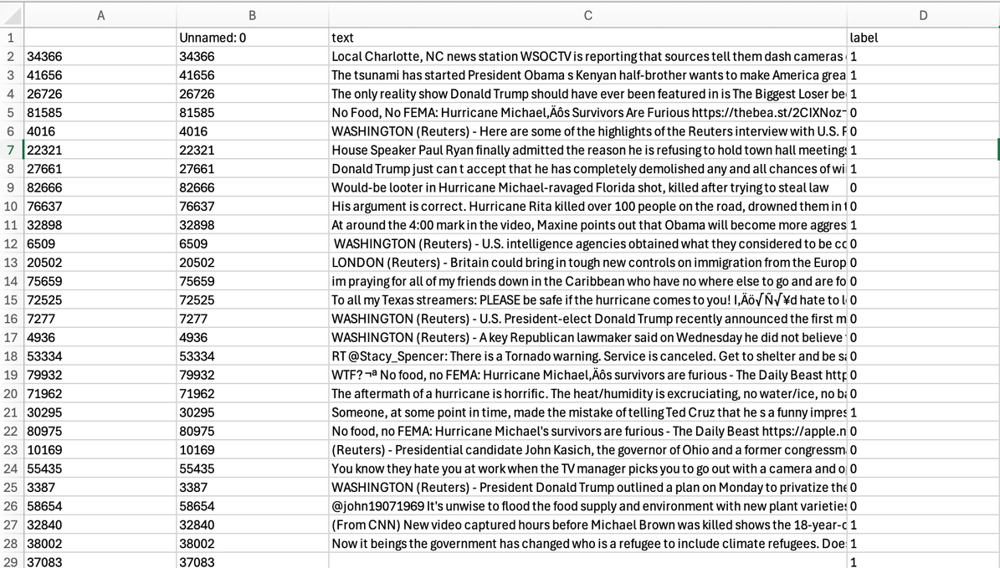 A B C D
1 Unnamed: 0 text label
2 34366 34366 Local Charlotte, NC news station WSOCTV is reporting that sources tell them dash cameras 1
3 41656 41656 The tsunami has started President Obama s Kenyan half-brother wants to make America grea 1
4 26726 26726 The only reality show Donald Trump should have ever been featured in is The Biggest Loser be 1
5 81585 81585 No Food, No FEMA: Hurricane Michael‚Äôs Survivors Are Furious https://thebea.st/2CIXNoz 0
6 4016 4016 WASHINGTON (Reuters) - Here are some of the highlights of the Reuters interview with U.S. 0
7 22321 22321 House Speaker Paul Ryan finally admitted the reason he is refusing to hold town hall meetings 1
8 27661 27661 Donald Trump just can t accept that he has completely demolished any and all chances of wi 1
9 82666 82666 Would-be looter in Hurricane Michael-ravaged Florida shot, killed after trying to steal law 0
10 76637 76637 His argument is correct. Hurricane Rita killed over 100 people on the road, drowned them in 0
11 32898 32898 At around the 4:00 mark in the video, Maxine points out that Obama will become more aggres 1
12 6509 6509 WASHINGTON (Reuters) - U.S. intelligence agencies obtained what they considered to be co 0
13 20502 20502 LONDON (Reuters) - Britain could bring in tough new controls on immigration from the Europ 0
14 75659 75659 im praying for all of my friends down in the Caribbean who have no where else to go and are fo 0
15 72525 72525 To all my Texas streamers: PLEASE be safe if the hurricane comes to you! I‚Äö√Ñ√¥d hate to l 0
16 7277 7277 WASHINGTON (Reuters) - U.S. President-elect Donald Trump recently announced the first m 0
17 4936 4936 WASHINGTON (Reuters) - A key Republican lawmaker said on Wednesday he did not believe 0
18 53334 53334 RT @Stacy_Spencer: There is a Tornado warning. Service is canceled. Get to shelter and be sa 0
19 79932 79932 WTF? ¬ª No food, no FEMA: Hurricane Michael‚Äôs survivors are furious - The Daily Beast http 0
20 71962 71962 The aftermath of a hurricane is horrific. The heat/humidity is excruciating, no water/ice, no ba 0
21 30295 30295 Someone, at some point in time, made the mistake of telling Ted Cruz that he s a funny impres 1
22 80975 80975 No food, no FEMA: Hurricane Michael's survivors are furious - The Daily Beast https://apple.n 0
23 10169 10169 (Reuters) - Presidential candidate John Kasich, the governor of Ohio and a former congressm 0
24 55435 55435 You know they hate you at work when the TV manager picks you to go out with a camera and o 0
25 3387 3387 WASHINGTON (Reuters) - President Donald Trump outlined a plan on Monday to privatize the 0
26 58654 58654 @john19071969 It's unwise to flood the food supply and environment with new plant varieties 0
27 32840 32840 (From CNN) New video captured hours before Michael Brown was killed shows the 18-year-o 1
28 38002 38002 Now it beings the government has changed who is a refugee to include climate refugees. Doe 1
29 37083 37083 1